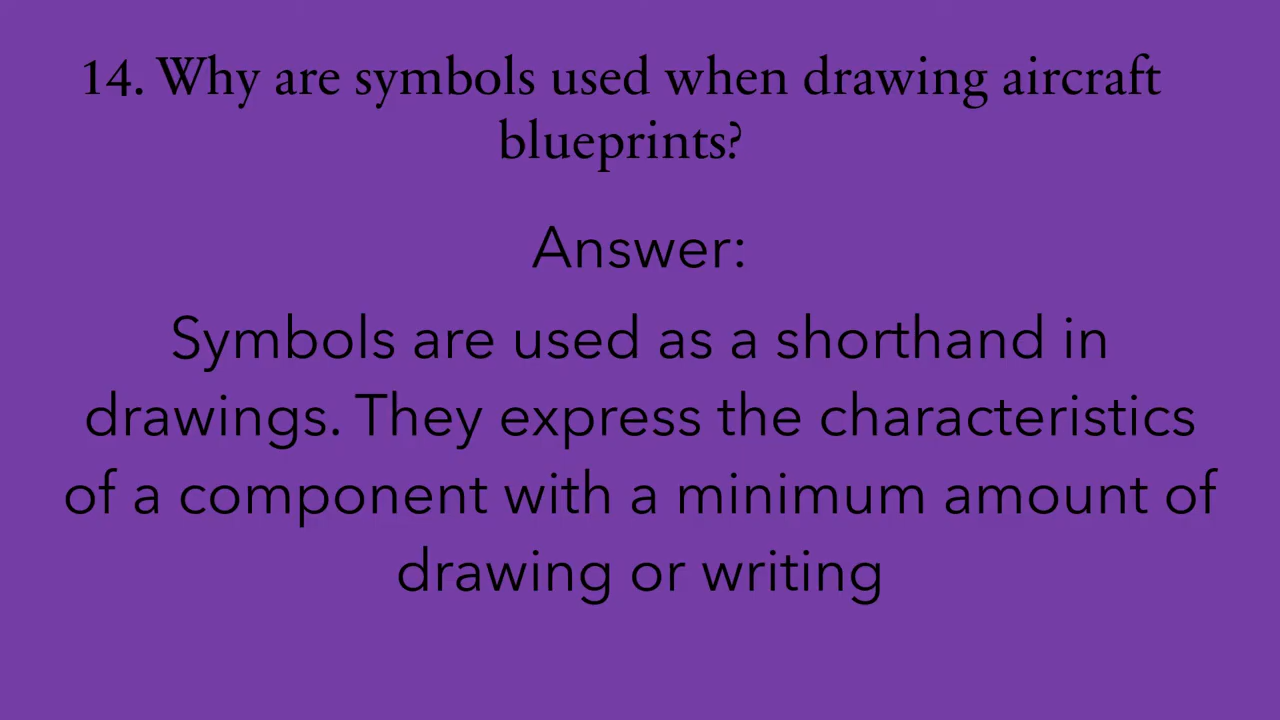 14. Why are symbols used when drawing aircraft
blueprints?
Answer:
Symbols are used as a shorthand in
drawings. They express the characteristics
of a component with a minimum amount of
drawing or writing